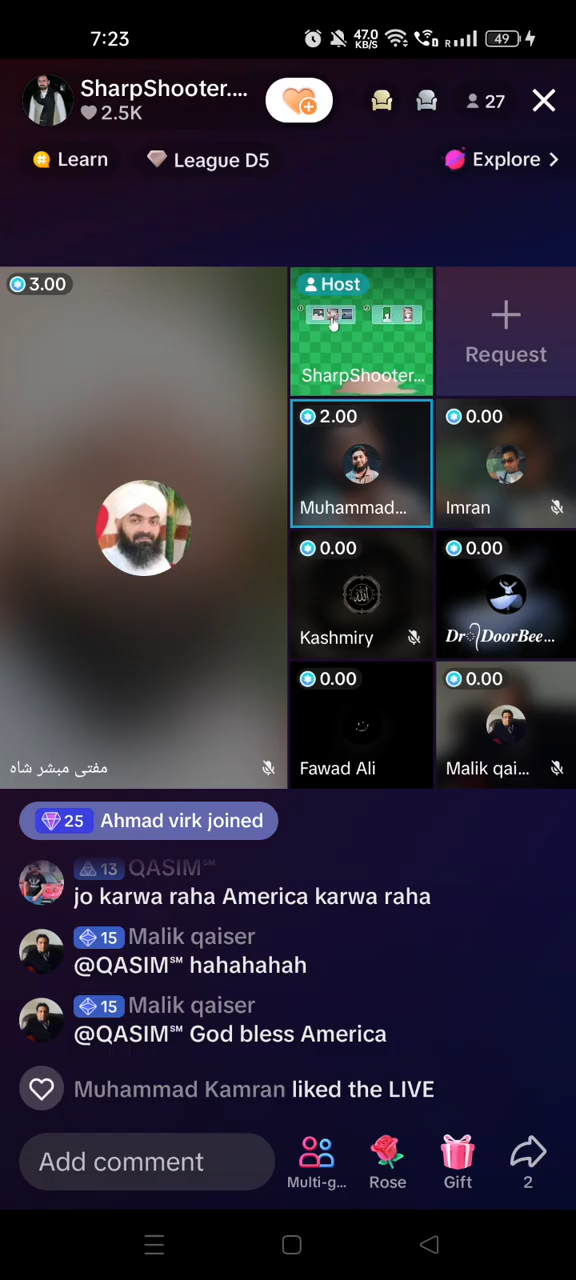 7:23
47.0
KB/S
R
49
SharpShooter....
2.5K
27
Learn
League D5
Explore >
3.00
Host
SharpShooter...
+
Request
2.00
Muhammad...
0.00
Imran
0.00
Kashmiry
0.00
Dr DoorBee...
مفتی مبشر شاہ
0.00
Fawad Ali
0.00
Malik qai...
25 Ahmad virk joined
13 QASIM℠
jo karwa raha America karwa raha
15 Malik qaiser
@QASIM℠ hahahahah
15 Malik qaiser
@QASIM℠ God bless America
Muhammad Kamran liked the LIVE
Add comment
Multi-g...
Rose
Gift
2